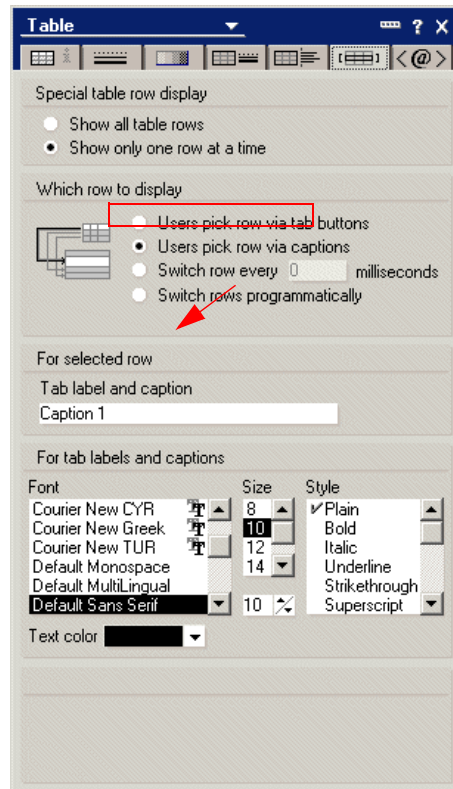 Table ?
<@>
Special table row display
Show all table rows
Show only one row at a time
Which row to display
Users pick row via tab buttons
Users pick row via captions
Switch row every 0 milliseconds
Switch rows programmatically
For selected row
Tab label and caption
Caption 1
For tab labels and captions
Font Size Style
Courier New CYR 8 Plain
Courier New Greek 10 Bold
Courier New TUR 12 Italic
Default Monospace 14 Underline
Default MultiLingual Strikethrough
Default Sans Serif 10 Superscript
Text color